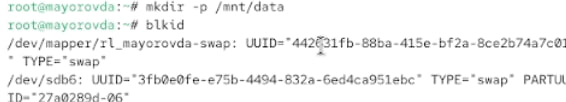 root@mayorovda:~# mkdir -p /mnt/data
root@mayorovda:~# blkid
/dev/mapper/rl_mayorovda-swap: UUID="442631fb-88ba-415e-bf2a-8ce2b74a7c01
" TYPE="swap"
/dev/sdb6: UUID="3fb0e0fe-e75b-4494-832a-6ed4ca951ebc" TYPE="swap" PARTUU
ID="27a0289d-06"